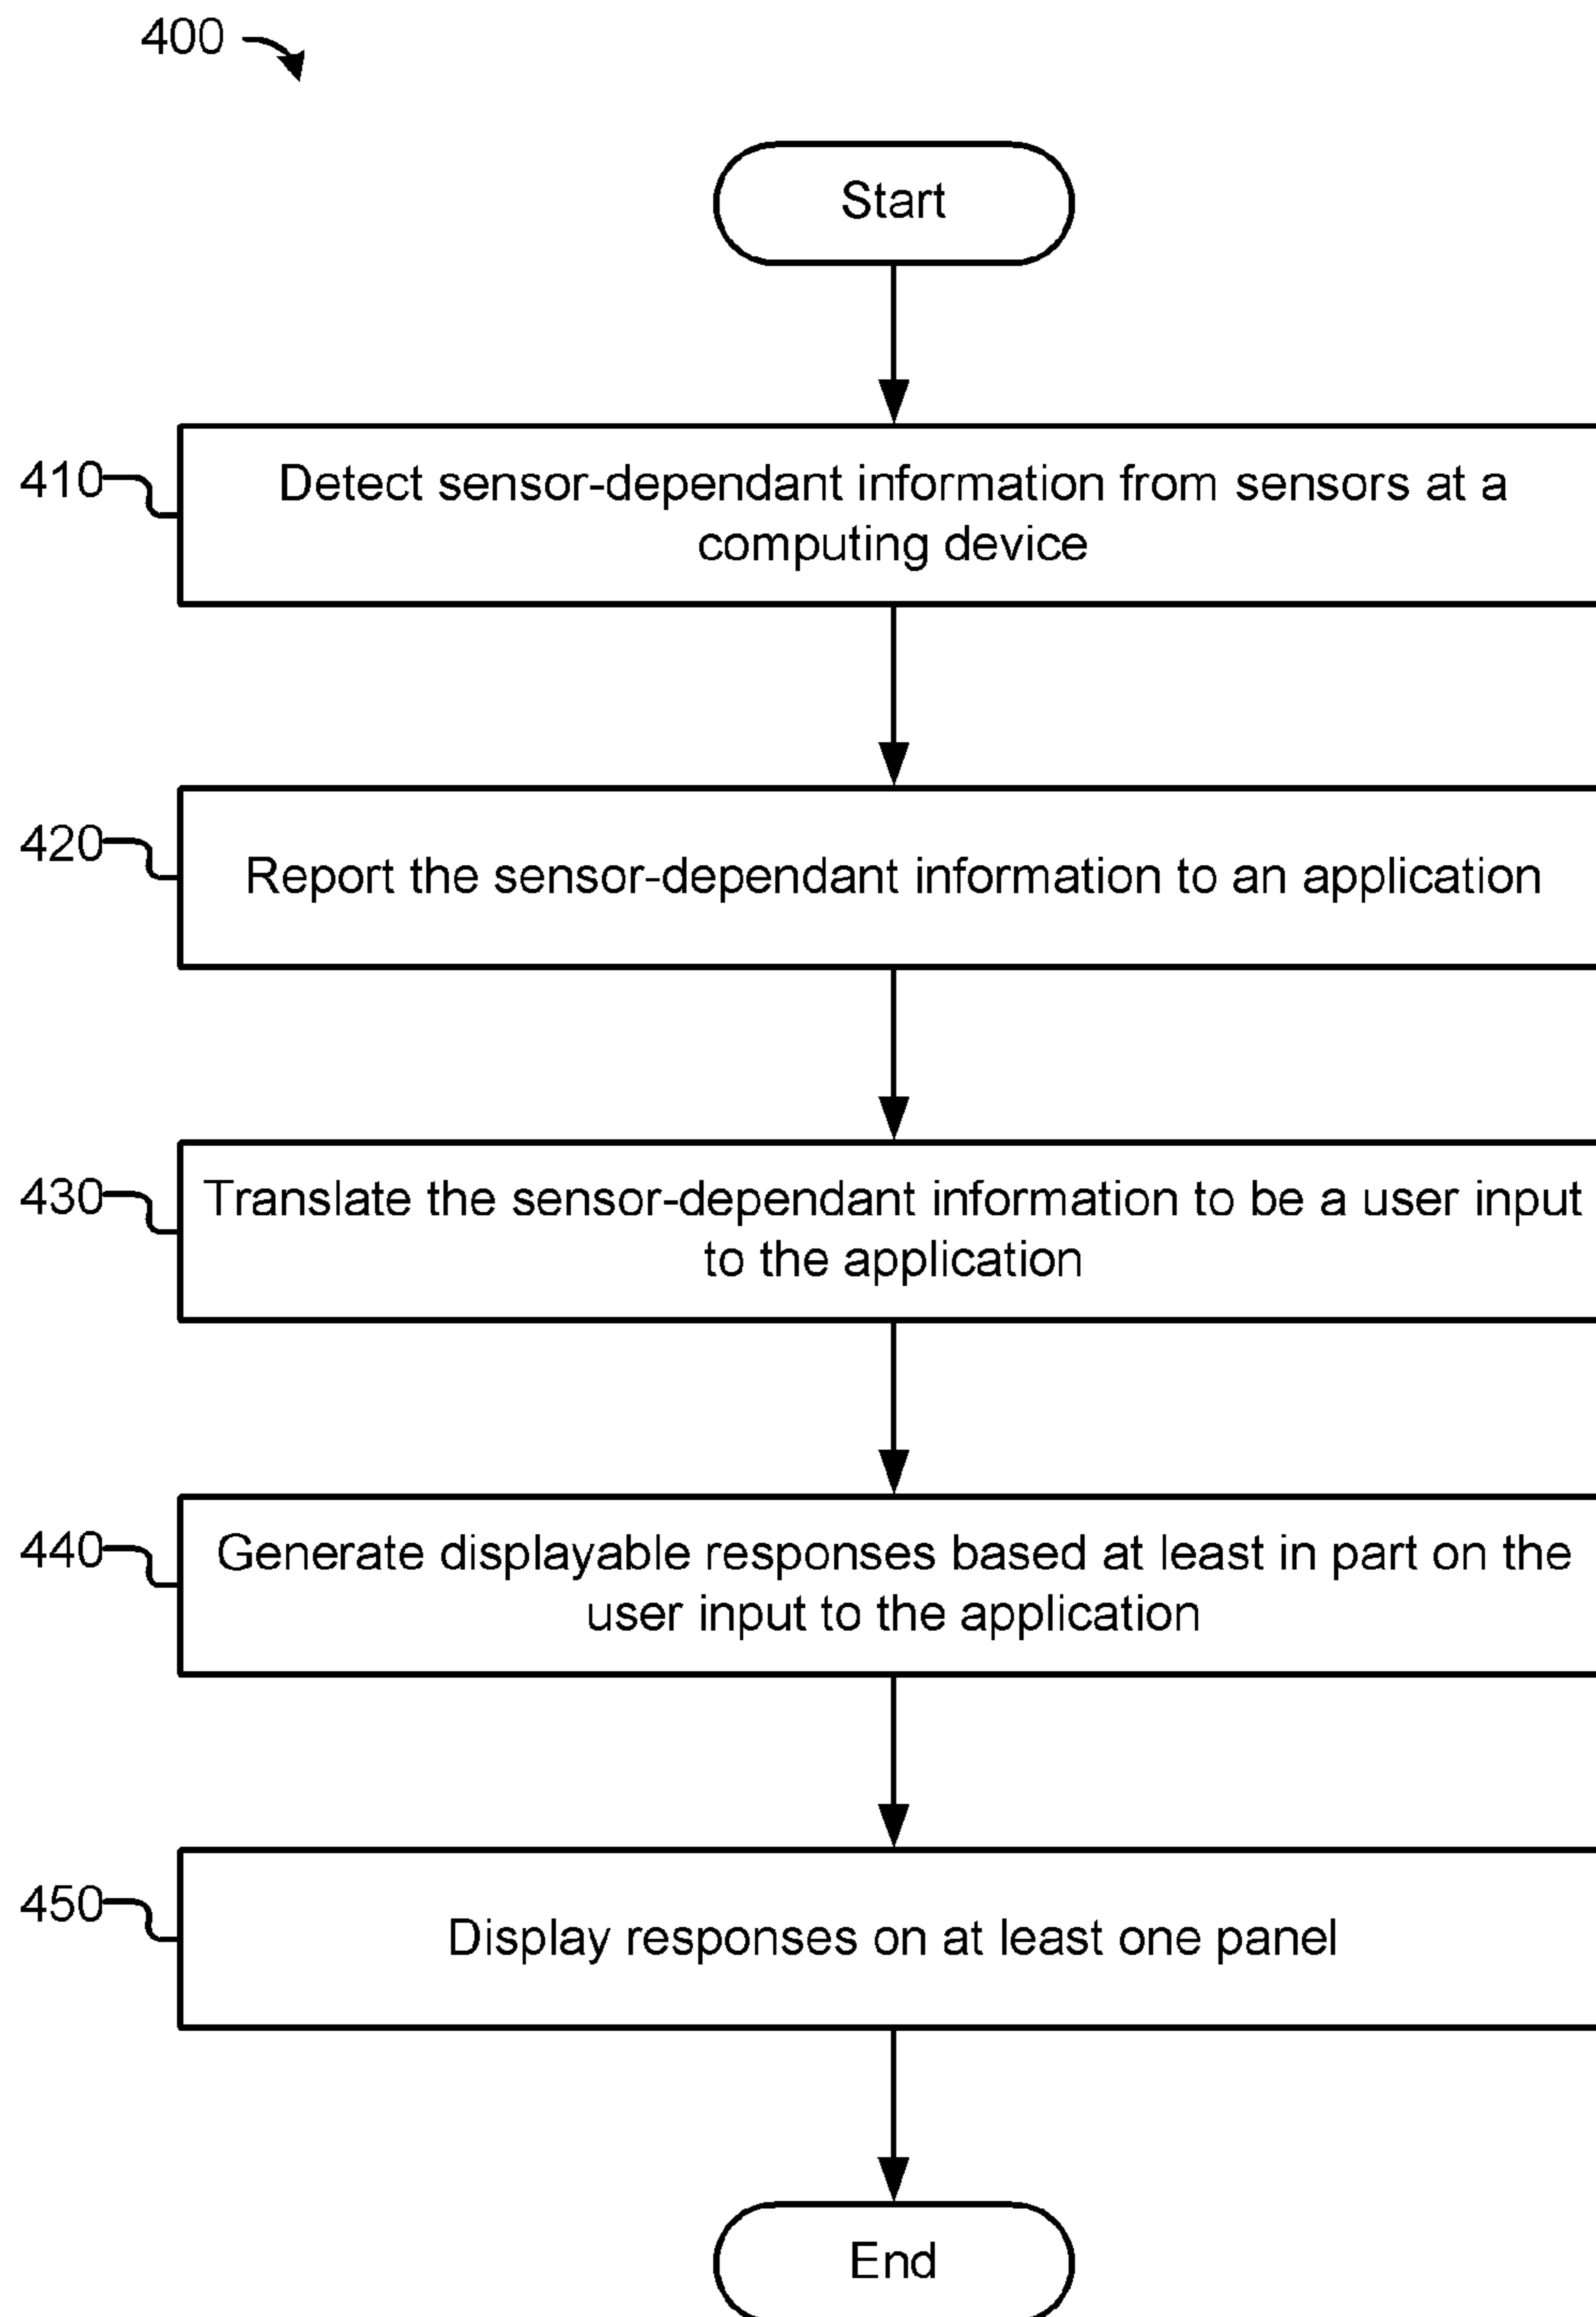 400
Start
410
Detect sensor-dependant information from sensors at a
computing device
420
Report the sensor-dependant information to an application
430
Translate the sensor-dependant information to be a user input
to the application
440
Generate displayable responses based at least in part on the
user input to the application
450
Display responses on at least one panel
End